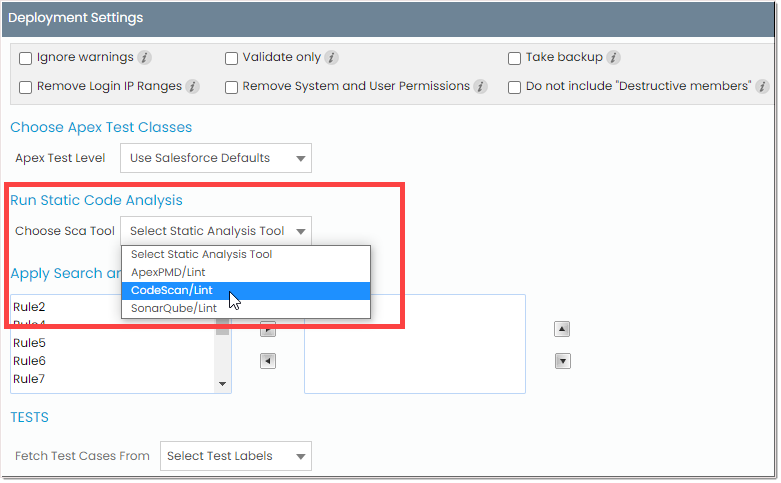 Deployment Settings
Ignore warnings i Validate only i Take backup i
Remove Login IP Ranges i Remove System and User Permissions i Do not include "Destructive members" i
Choose Apex Test Classes
Apex Test Level Use Salesforce Defaults
Run Static Code Analysis
Choose Sca Tool Select Static Analysis Tool
Select Static Analysis Tool
ApexPMD/Lint
Apply Search an
CodeScan/Lint
Rule2
SonarQube/Lint
Rule4
Rule5
Rule6
Rule7
TESTS
Fetch Test Cases From Select Test Labels